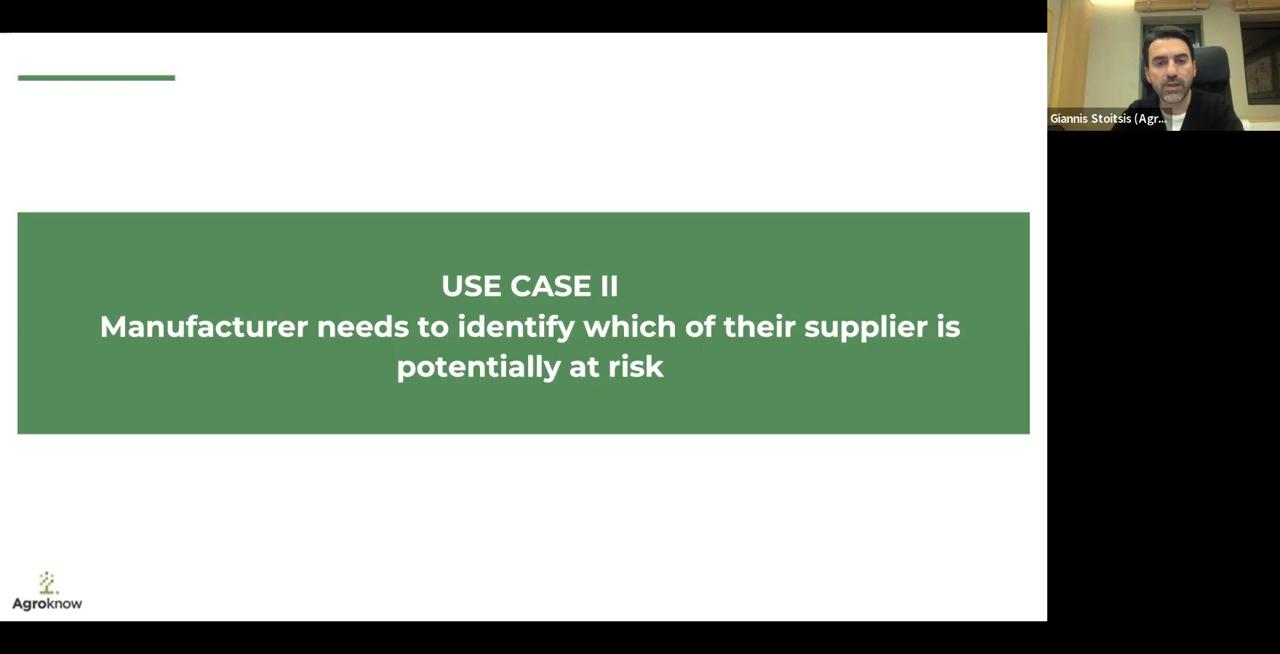 USE CASE II
Manufacturer needs to identify which of their supplier is
potentially at risk
Agroknow
Giannis Stoitsis (Agr...